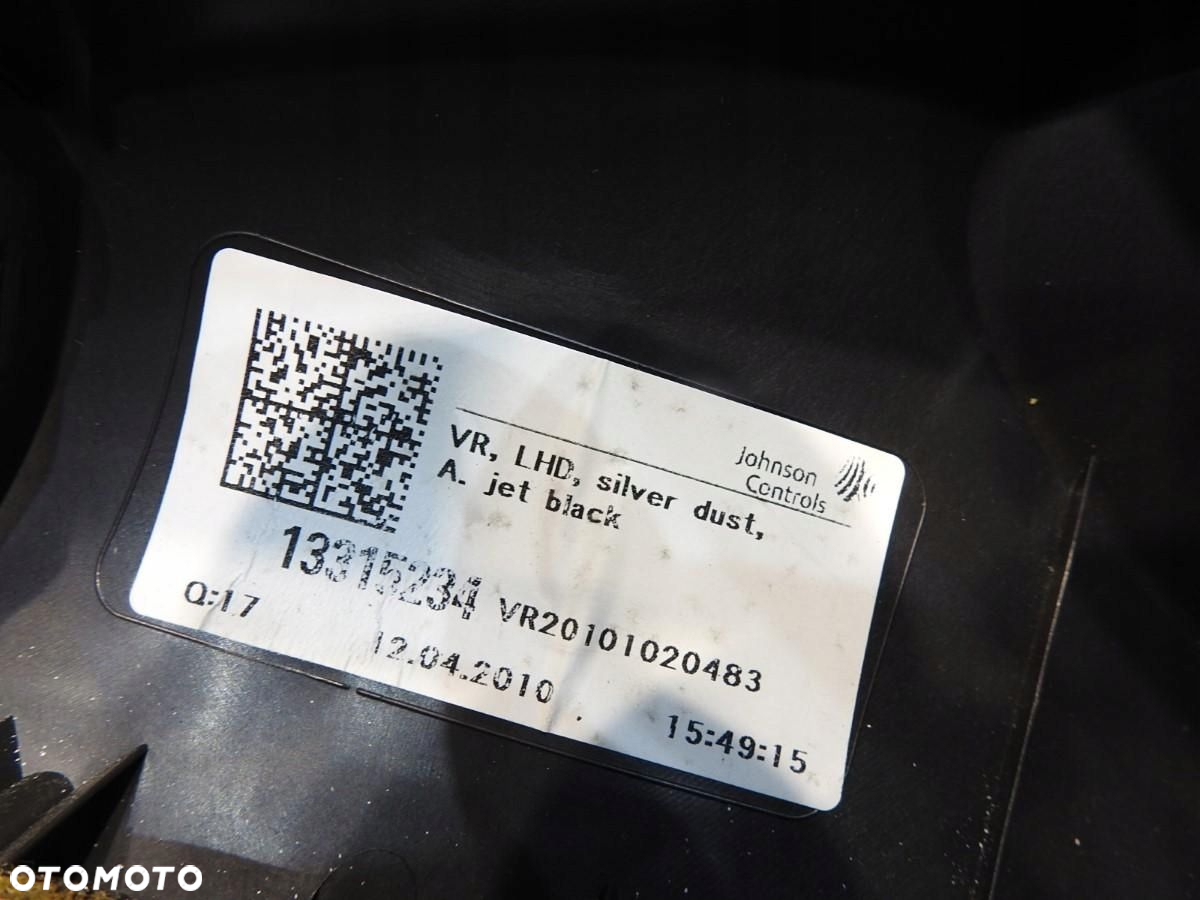 Johnson
Controls
VR, LHD, silver dust,
A. jet black
13315234 VR20101020483
Q:17
12.04.2010 15:49:15
OTOMOTO